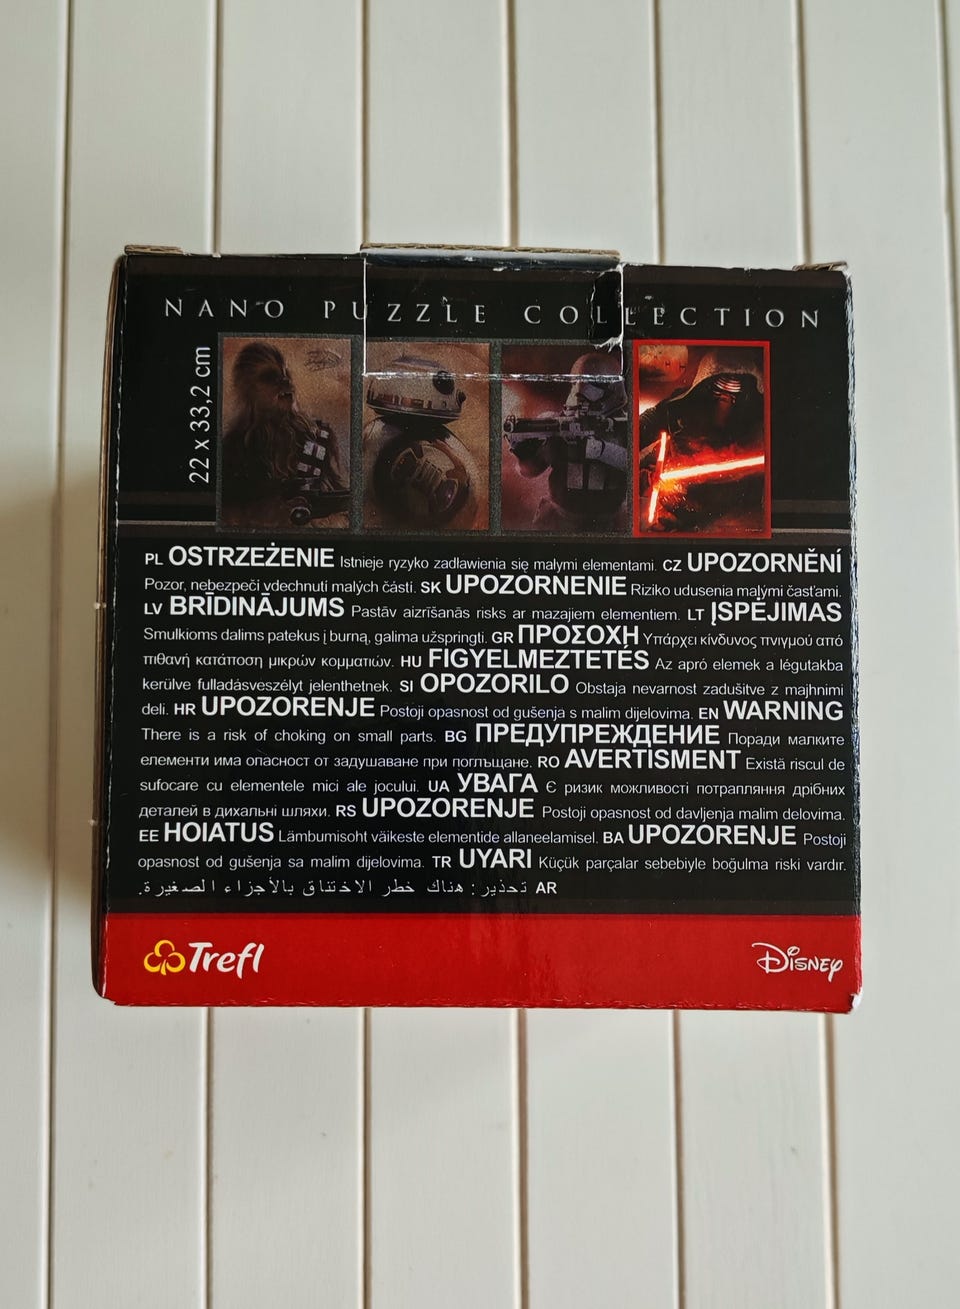 NANO PUZZLE COLLECTION
22 x 33,2 cm
PL OSTRZEŻENIE Istnieje ryzyko zadławienia się małymi elementami. CZ UPOZORNĚNÍ
Pozor, nebezpečí vdechnutí malých částí. SK UPOZORNENIE Riziko udusenia malými časťami.
LV BRĪDINĀJUMS Pastāv aizrīšanās risks ar mazajiem elementiem. LT ĮSPĖJIMAS
Smulkioms dalims patekus į burną, galima užspringti. GR ΠΡΟΣΟΧΗ Υπάρχει κίνδυνος πνιγμού από
πιθανή κατάποση μικρών κομματιών. HU FIGYELMEZTETÉS Az apró elemek a légutakba
kerülve fulladásveszélyt jelenthetnek. SI OPOZORILO Obstaja nevarnost zadušitve z majhnimi
deli. HR UPOZORENJE Postoji opasnost od gušenja s malim dijelovima. EN WARNING
There is a risk of choking on small parts. BG ПРЕДУПРЕЖДЕНИЕ Поради малките
елементи има опасност от задушаване при поглъщане. RO AVERTISMENT Există riscul de
sufocare cu elementele mici ale jocului. UA УВАГА Є ризик можливості потрапляння дрібних
деталей в дихальні шляхи. RS UPOZORENJE Postoji opasnost od davljenja malim delovima.
EE HOIATUS Lämbumisoht väikeste elementide allaneelamisel. BA UPOZORENJE Postoji
opasnost od gušenja sa malim dijelovima. TR UYARI Küçük parçalar sebebiyle boğulma riski vardır.
AR تحذير: هناك خطر الاختناق بالأجزاء الصغيرة.
Trefl
Disney